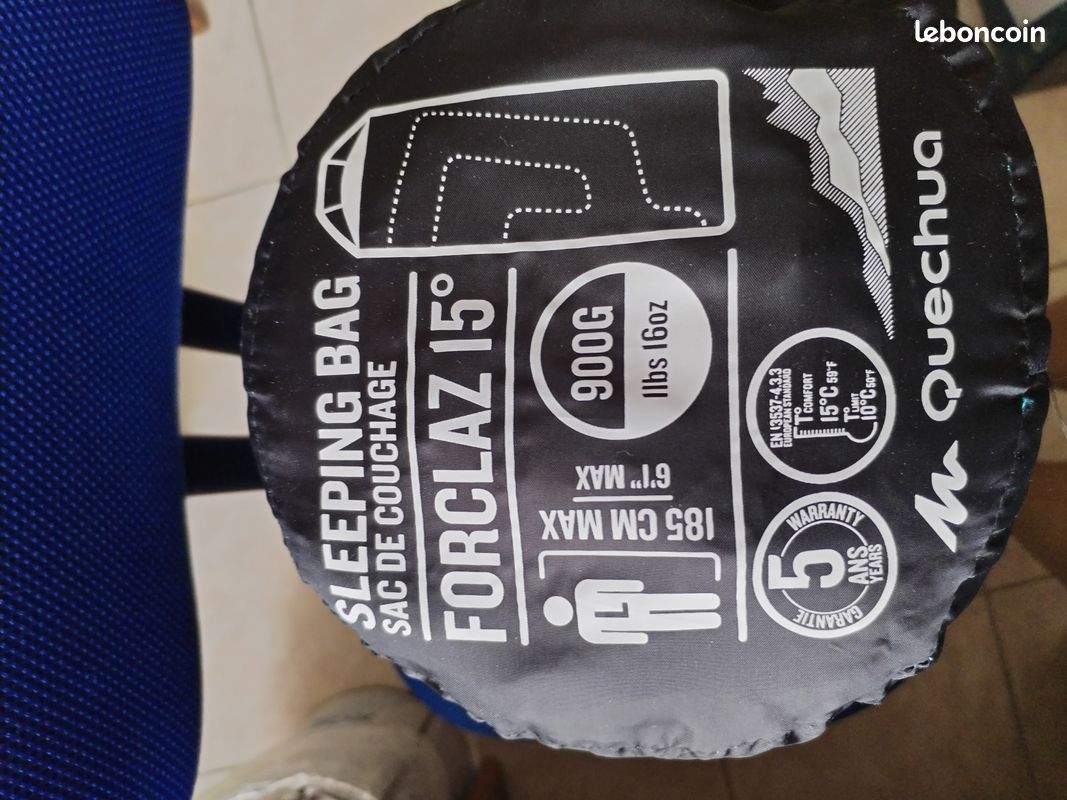 leboncoin
SLEEPING BAG
SAC DE COUCHAGE
FORCLAZ 15°
185 CM MAX
6'1" MAX
900G
1lbs 16oz
GARANTIE
5
ANS
YEARS
WARRANTY
EN 13537-4.3.3
EUROPEAN STANDARD
T° COMFORT
15°C 59°F
T° LIMIT
10°C 50°F
Quechua